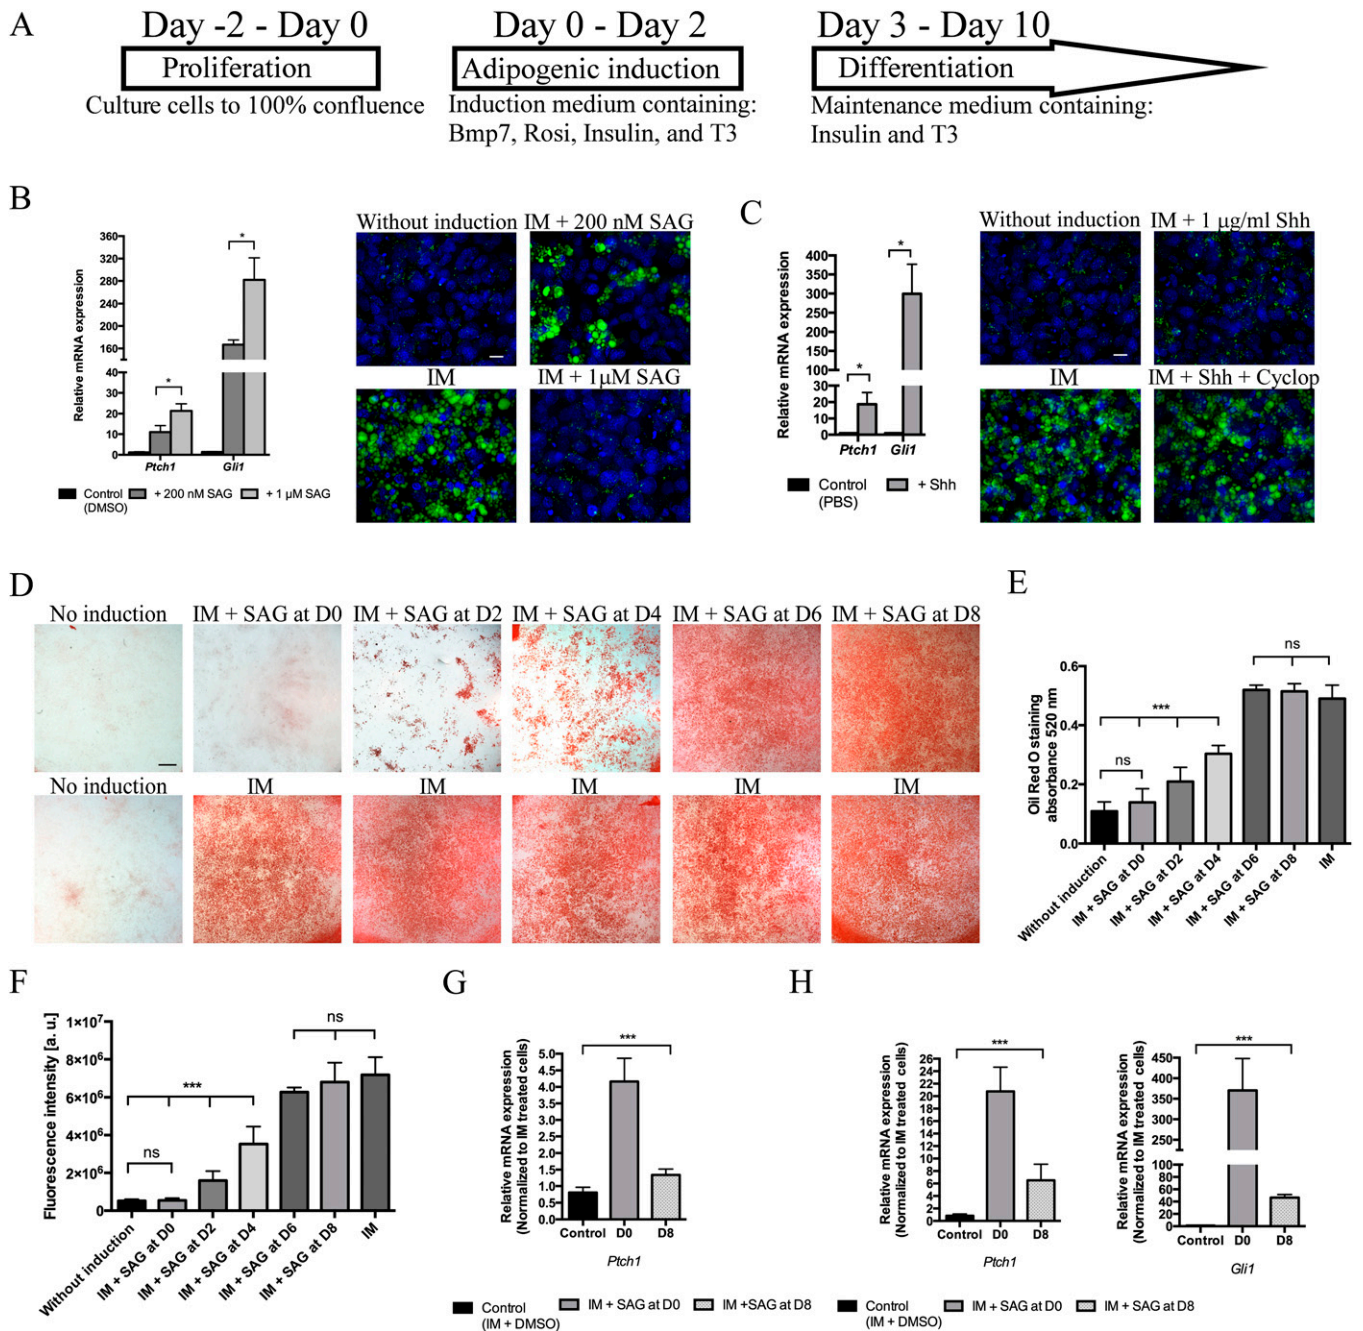 A
Day -2 - Day 0
Proliferation
Culture cells to 100% confluence
Day 0 - Day 2
Adipogenic induction
Induction medium containing:
Bmp7, Rosi, Insulin, and T3
Day 3 - Day 10
Differentiation
Maintenance medium containing:
Insulin and T3
B
Relative mRNA expression
360
320
280
240
200
160
40
30
20
10
0
*
*
Ptch1
Gli1
Control
(DMSO)
+ 200 nM SAG
+ 1 µM SAG
Without induction
IM + 200 nM SAG
IM
IM + 1µM SAG
C
Relative mRNA expression
400
350
300
250
200
150
100
30
20
10
0
*
*
Ptch1
Gli1
Control
(PBS)
+ Shh
Without induction
IM + 1 µg/ml Shh
IM
IM + Shh + Cyclop
D
No induction
IM + SAG at D0
IM + SAG at D2
IM + SAG at D4
IM + SAG at D6
IM + SAG at D8
No induction
IM
IM
IM
IM
IM
E
Oil Red O staining
absorbance 520 nm
0.6
0.4
0.2
0.0
ns
***
ns
Without induction
IM + SAG at D0
IM + SAG at D2
IM + SAG at D4
IM + SAG at D6
IM + SAG at D8
IM
F
Fluorescence intensity [a. u.]
1×10⁷
8×10⁶
6×10⁶
4×10⁶
2×10⁶
0
ns
***
ns
Without induction
IM + SAG at D0
IM + SAG at D2
IM + SAG at D4
IM + SAG at D6
IM + SAG at D8
IM
G
Relative mRNA expression
(Normalized to IM treated cells)
5.0
4.5
4.0
3.5
3.0
2.5
2.0
1.5
1.0
0.5
0.0
***
Control
D0
D8
Ptch1
Control
(IM + DMSO)
IM + SAG at D0
IM +SAG at D8
H
Relative mRNA expression
(Normalized to IM treated cells)
26
24
22
20
18
16
14
12
10
8
6
4
2
0
***
Control
D0
D8
Ptch1
Relative mRNA expression
(Normalized to IM treated cells)
450
400
350
300
250
100
80
60
40
20
0
***
Control
D0
D8
Gli1
Control
(IM + DMSO)
IM + SAG at D0
IM + SAG at D8